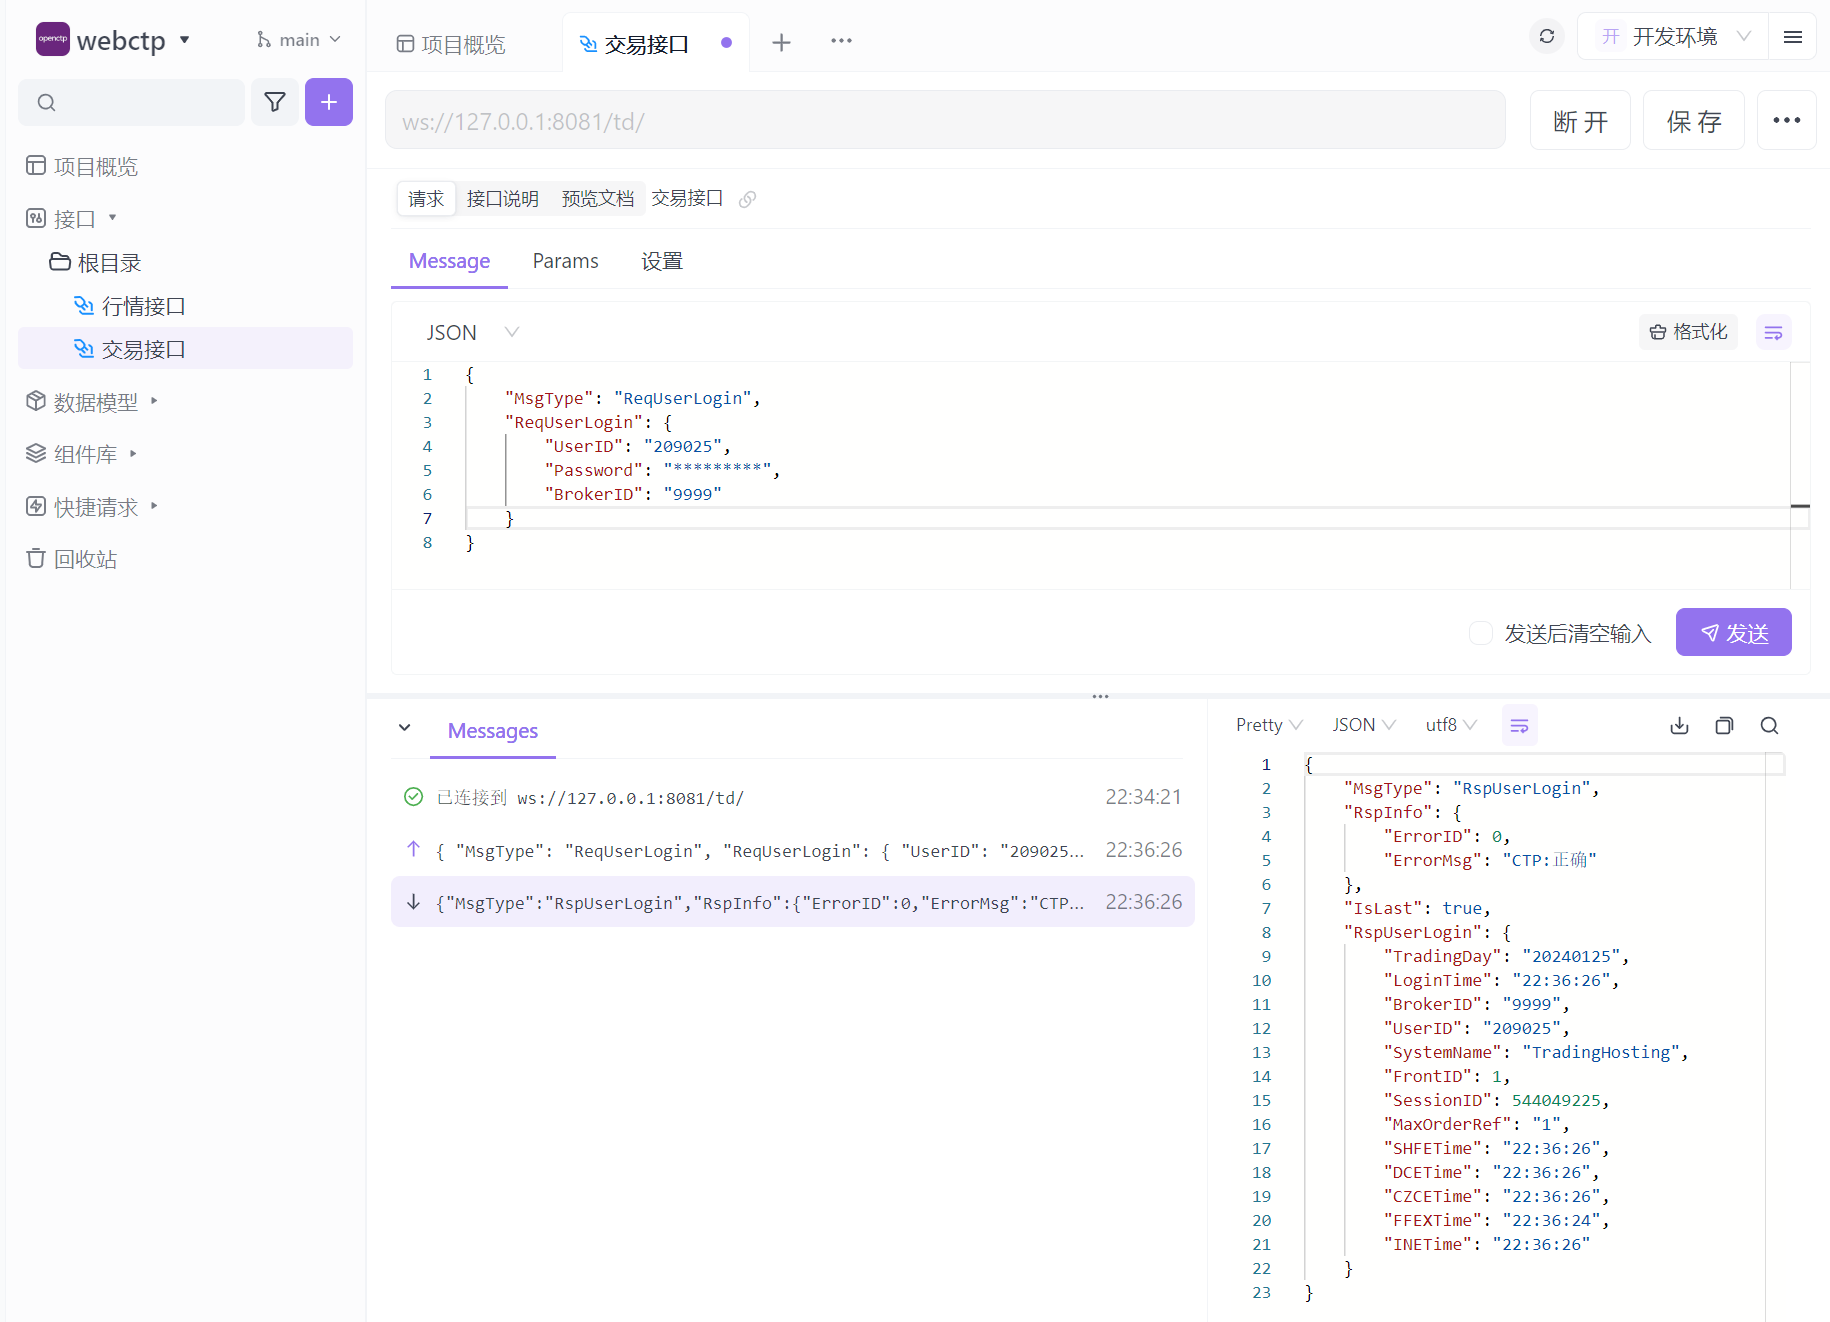 openctp webctp main
项目概览
接口
根目录
行情接口
交易接口
数据模型
组件库
快捷请求
回收站
项目概览 交易接口 开 开发环境
ws://127.0.0.1:8081/td/ 断 开 保 存
请求 接口说明 预览文档 交易接口
Message Params 设置
JSON 格式化
1 {
2 "MsgType": "ReqUserLogin",
3 "ReqUserLogin": {
4 "UserID": "209025",
5 "Password": "*********",
6 "BrokerID": "9999"
7 }
8 }
发送后清空输入 发送
Messages
已连接到 ws://127.0.0.1:8081/td/ 22:34:21
{ "MsgType": "ReqUserLogin", "ReqUserLogin": { "UserID": "209025... 22:36:26
{"MsgType":"RspUserLogin","RspInfo":{"ErrorID":0,"ErrorMsg":"CTP... 22:36:26
Pretty JSON utf8
1 {
2 "MsgType": "RspUserLogin",
3 "RspInfo": {
4 "ErrorID": 0,
5 "ErrorMsg": "CTP:正确"
6 },
7 "IsLast": true,
8 "RspUserLogin": {
9 "TradingDay": "20240125",
10 "LoginTime": "22:36:26",
11 "BrokerID": "9999",
12 "UserID": "209025",
13 "SystemName": "TradingHosting",
14 "FrontID": 1,
15 "SessionID": 544049225,
16 "MaxOrderRef": "1",
17 "SHFETime": "22:36:26",
18 "DCETime": "22:36:26",
19 "CZCETime": "22:36:26",
20 "FFEXTime": "22:36:24",
21 "INETime": "22:36:26"
22 }
23 }